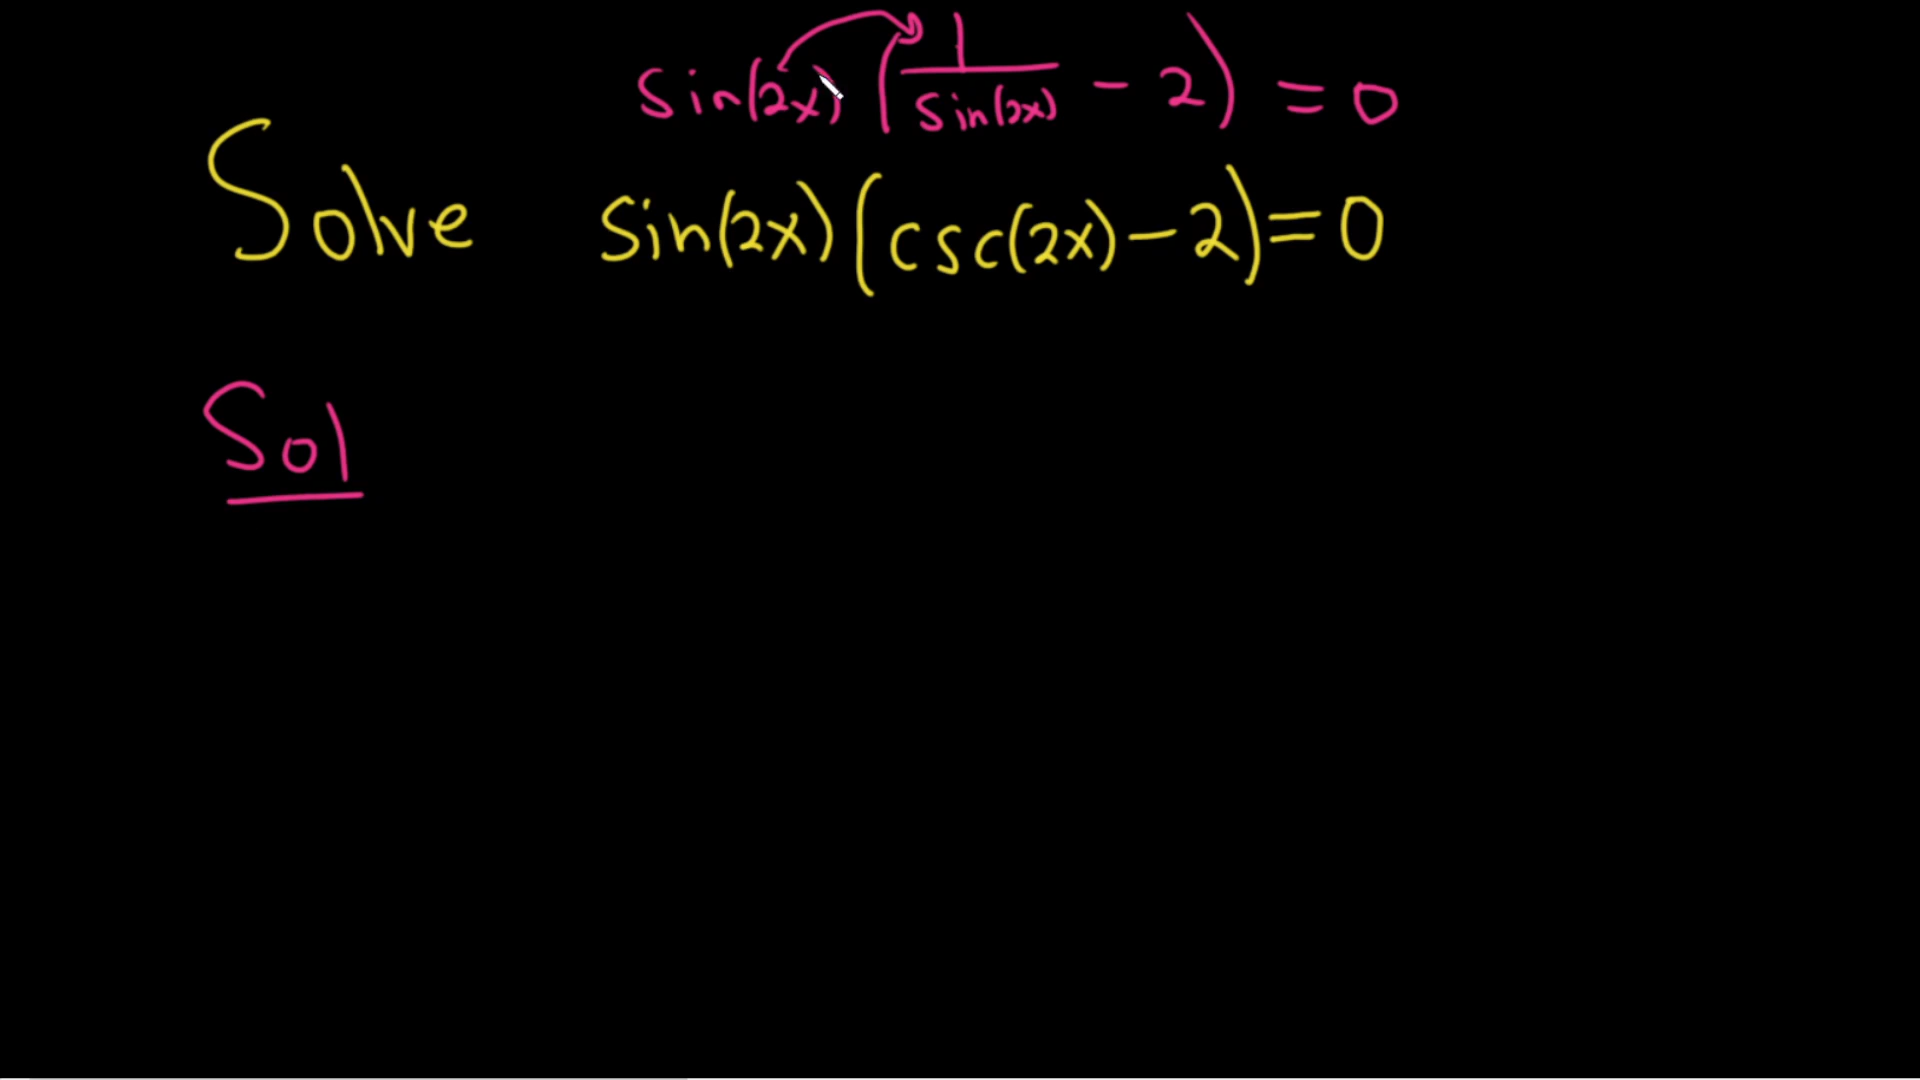 sin(2x) (1/sin(2x) - 2) = 0
Solve sin(2x) (csc(2x) - 2) = 0
Sol